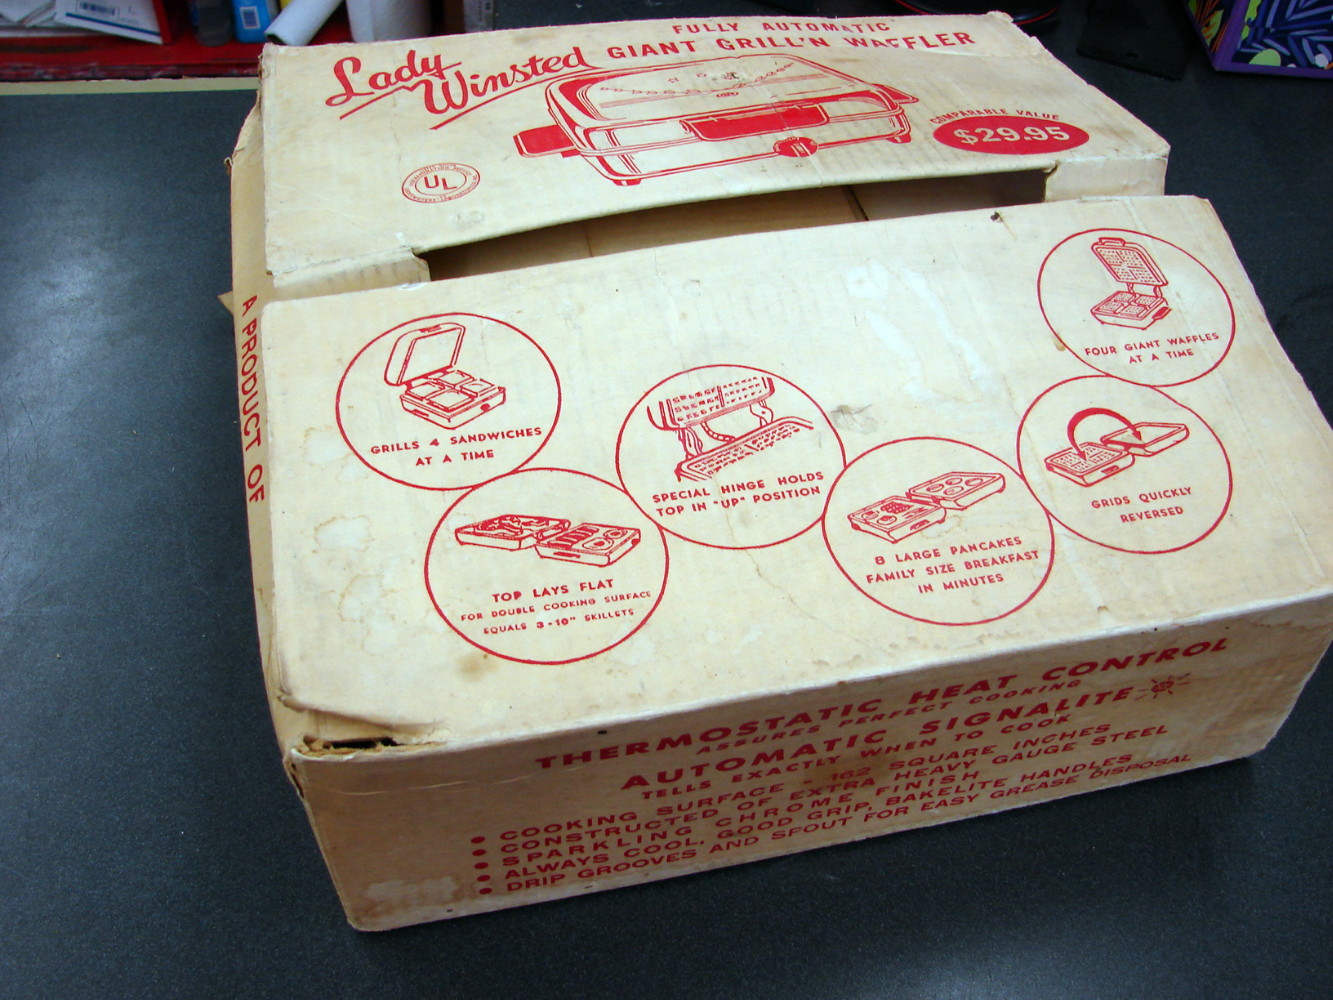 FULLY AUTOMATIC
Lady Winsted
GIANT GRILL'N WAFFLER
COMPARABLE VALUE
$29.95
UL
A PRODUCT OF
FOUR GIANT WAFFLES
AT A TIME
GRILLS 4 SANDWICHES
AT A TIME
SPECIAL HINGE HOLDS
TOP IN "UP" POSITION
GRIDS QUICKLY
REVERSED
8 LARGE PANCAKES
FAMILY SIZE BREAKFAST
IN MINUTES
TOP LAYS FLAT
FOR DOUBLE COOKING SURFACE
EQUALS 3-10" SKILLETS
THERMOSTATIC HEAT CONTROL
ASSURES PERFECT COOKING
AUTOMATIC SIGNALITE
TELLS EXACTLY WHEN TO COOK
• COOKING SURFACE - 162 SQUARE INCHES
• CONSTRUCTED OF EXTRA HEAVY GAUGE STEEL
• SPARKLING CHROME FINISH
• ALWAYS COOL, GOOD GRIP, BAKELITE HANDLES
• DRIP GROOVES AND SPOUT FOR EASY GREASE DISPOSAL